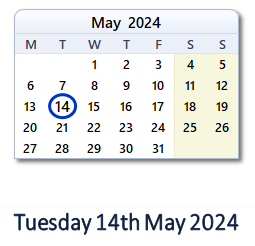 May 2024
M T W T F S S
1 2 3 4 5
6 7 8 9 10 11 12
13 14 15 16 17 18 19
20 21 22 23 24 25 26
27 28 29 30 31
Tuesday 14th May 2024